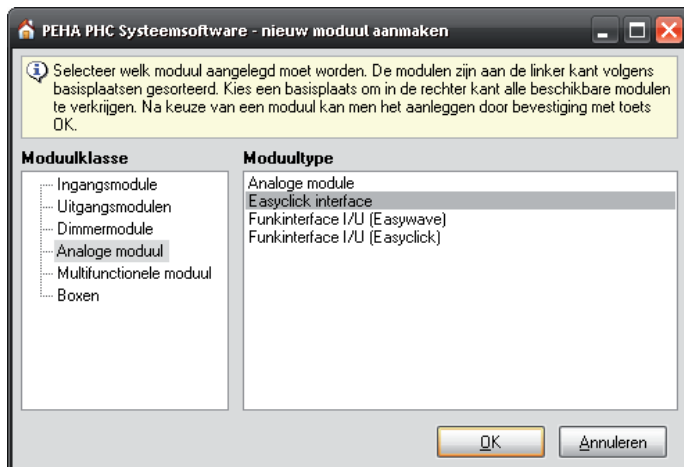 PEHA PHC Systeemsoftware - nieuw moduul aanmaken
Selecteer welk moduul aangelegd moet worden. De modulen zijn aan de linker kant volgens
basisplaatsen gesorteerd. Kies een basisplaats om in de rechter kant alle beschikbare modulen
te verkrijgen. Na keuze van een moduul kan men het aanleggen door bevestiging met toets
OK.
Moduulklasse
Ingangsmodule
Uitgangsmodulen
Dimmermodule
Analoge moduul
Multifunctionele moduul
Boxen
Moduultype
Analoge module
Easyclick interface
Funkinterface I/U (Easywave)
Funkinterface I/U (Easyclick)
OK
Annuleren